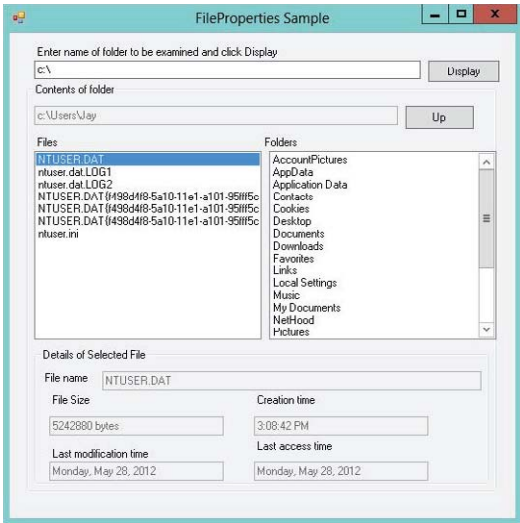 FileProperties Sample
Enter name of folder to be examined and click Display
c:\
Display
Contents of folder
c:\Users\Jay
Up
Files
Folders
NTUSER.DAT
ntuser.dat.LOG1
ntuser.dat.LOG2
NTUSER.DAT{f498d4f8-5a10-11e1-a101-95fff5c
NTUSER.DAT{f498d4f8-5a10-11e1-a101-95fff5c
NTUSER.DAT{f498d4f8-5a10-11e1-a101-95fff5c
ntuser.ini
AccountPictures
AppData
Application Data
Contacts
Cookies
Desktop
Documents
Downloads
Favorites
Links
Local Settings
Music
My Documents
NetHood
Pictures
Details of Selected File
File name
NTUSER.DAT
File Size
Creation time
5242880 bytes
3:08:42 PM
Last modification time
Last access time
Monday, May 28, 2012
Monday, May 28, 2012